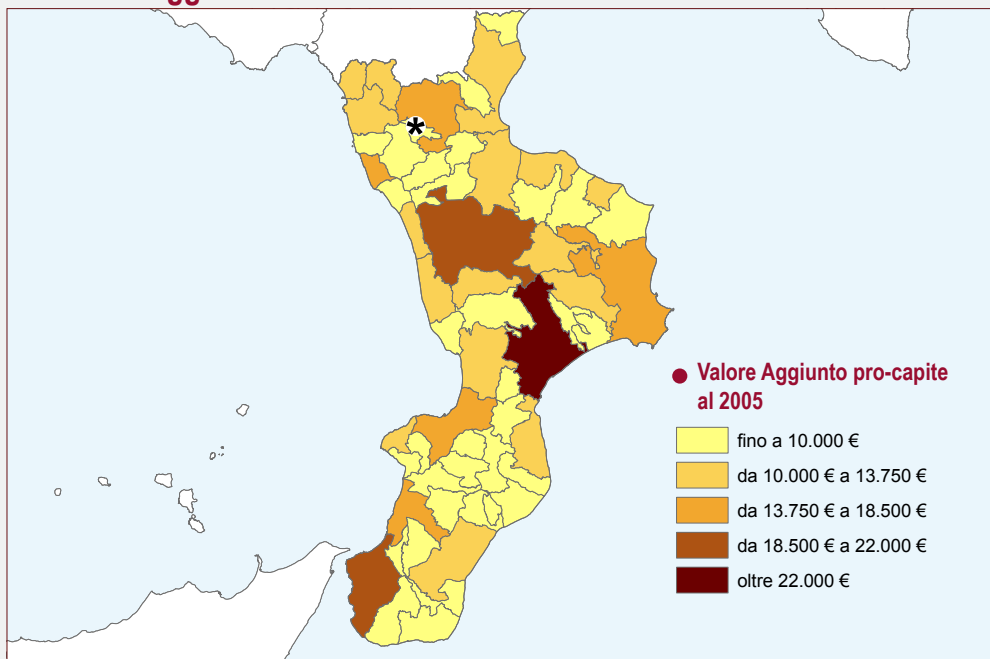 ● Valore Aggiunto pro-capite
al 2005
fino a 10.000 €
da 10.000 € a 13.750 €
da 13.750 € a 18.500 €
da 18.500 € a 22.000 €
oltre 22.000 €
*